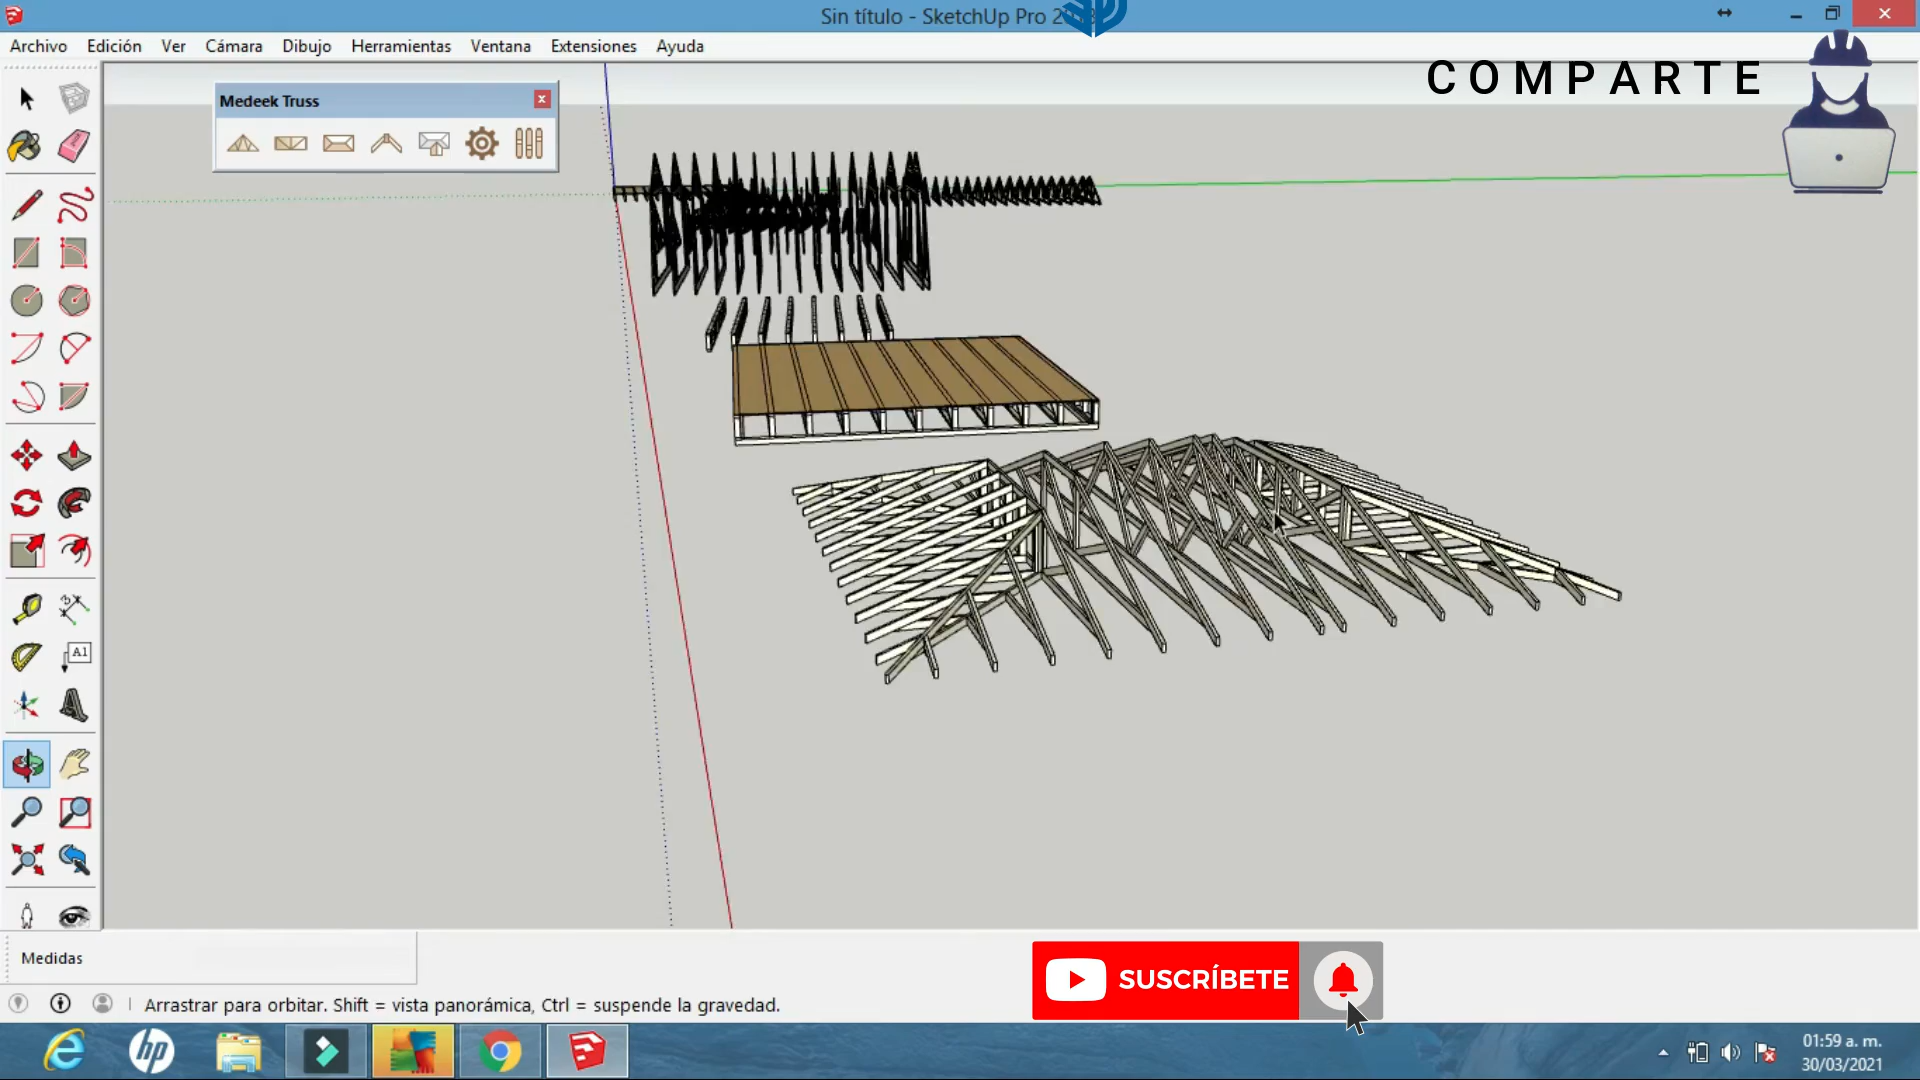 Sin título - SketchUp Pro
Archivo Edición Ver Cámara Dibujo Herramientas Ventana Extensiones Ayuda
COMPARTE
Medeek Truss
A1
Medidas
SUSCRÍBETE
Arrastrar para orbitar. Shift = vista panorámica, Ctrl = suspende la gravedad.
hp
01:59 a. m.
30/03/2021